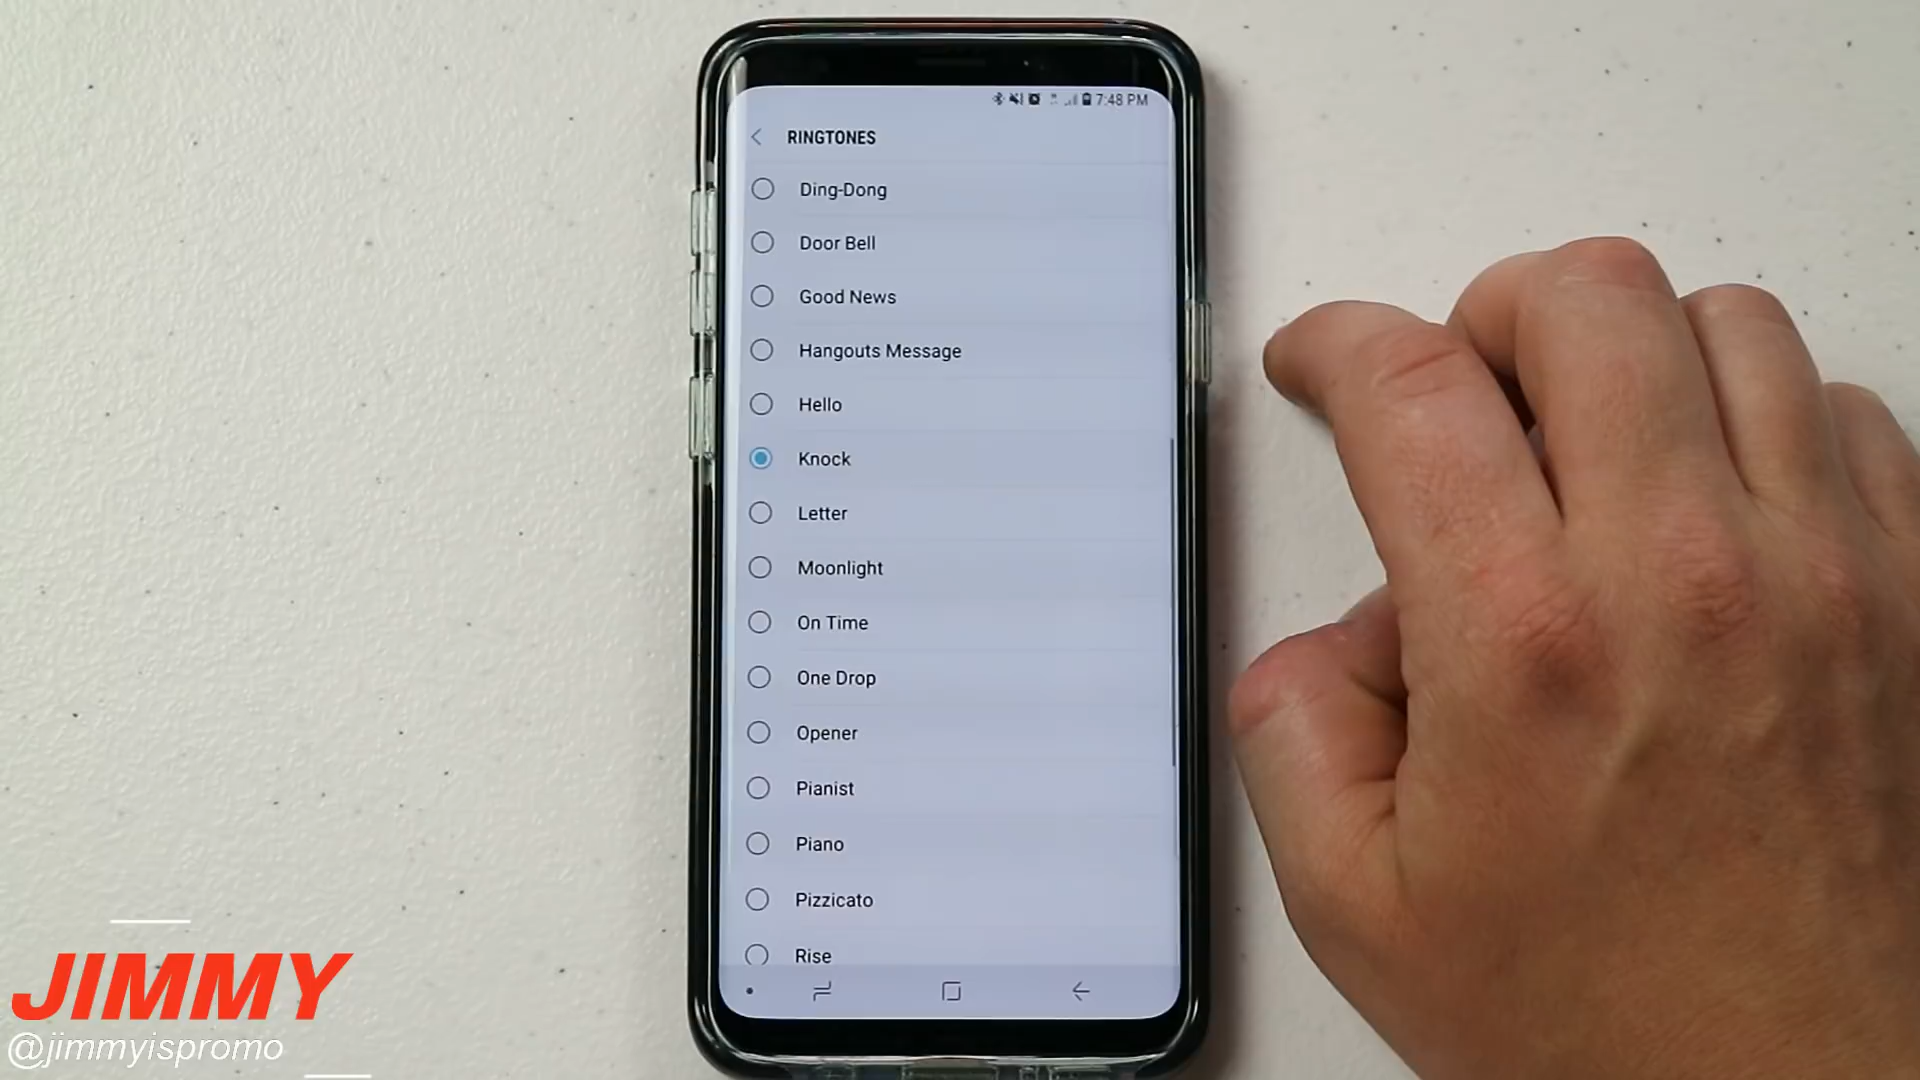 7:48 PM
RINGTONES
Ding-Dong
Door Bell
Good News
Hangouts Message
Hello
Knock
Letter
Moonlight
On Time
One Drop
Opener
Pianist
Piano
Pizzicato
Rise
JIMMY
@jimmyispromo